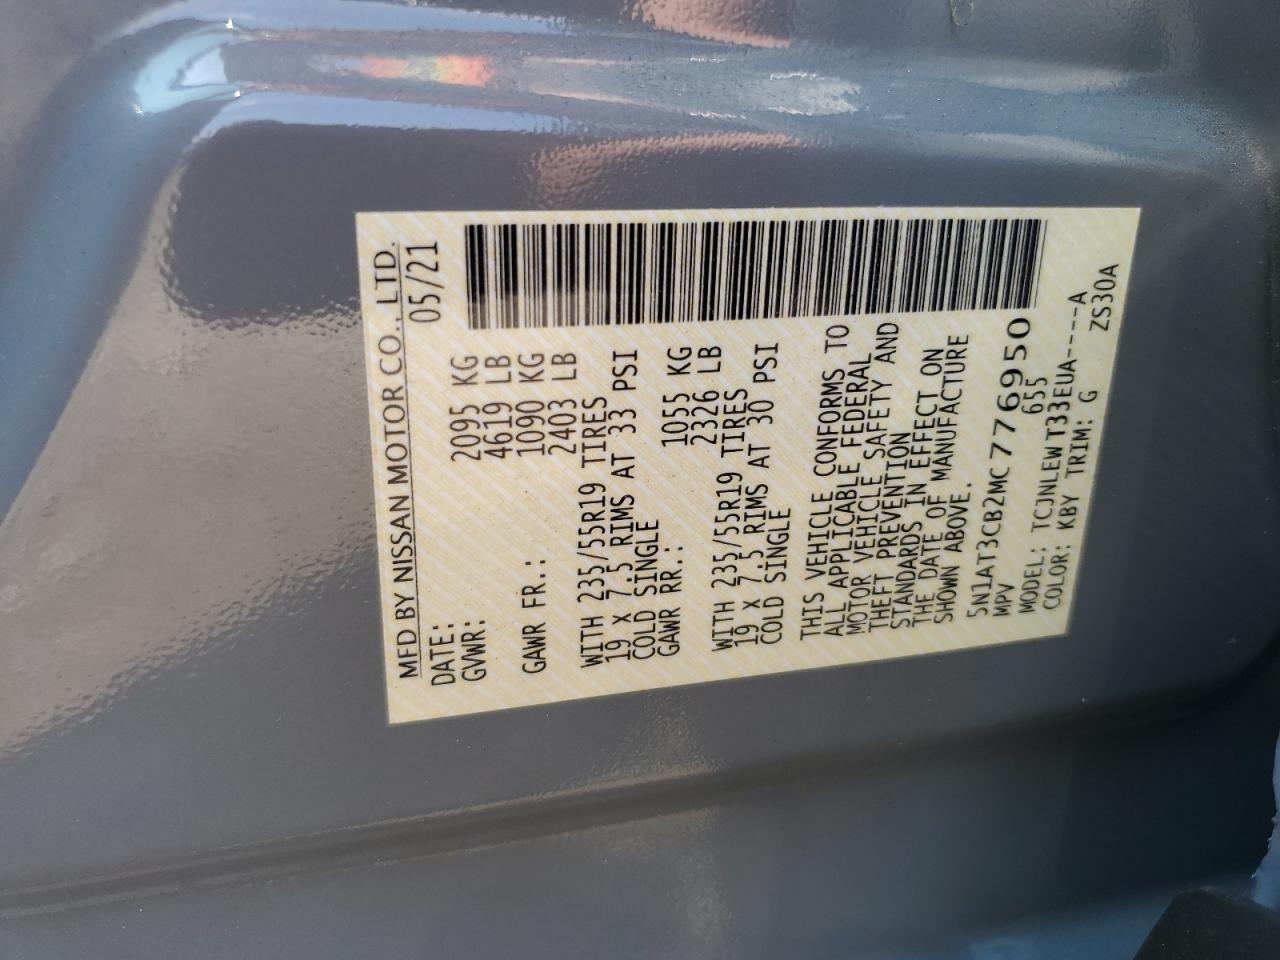 MFD BY NISSAN MOTOR CO., LTD.
DATE: 05/21
GVWR: 2095 KG
4619 LB
GAWR FR.: 1090 KG
2403 LB
WITH 235/55R19 TIRES
19 X 7.5 RIMS AT 33 PSI
COLD SINGLE
GAWR RR.: 1055 KG
2326 LB
WITH 235/55R19 TIRES
19 X 7.5 RIMS AT 30 PSI
COLD SINGLE
THIS VEHICLE CONFORMS TO
ALL APPLICABLE FEDERAL
MOTOR VEHICLE SAFETY AND
THEFT PREVENTION
STANDARDS IN EFFECT ON
THE DATE OF MANUFACTURE
SHOWN ABOVE.
5N1AT3CB2MC776950
MPV 655
MODEL: TCJNLEWT33EUA----A
COLOR: KBY TRIM: G ZS30A